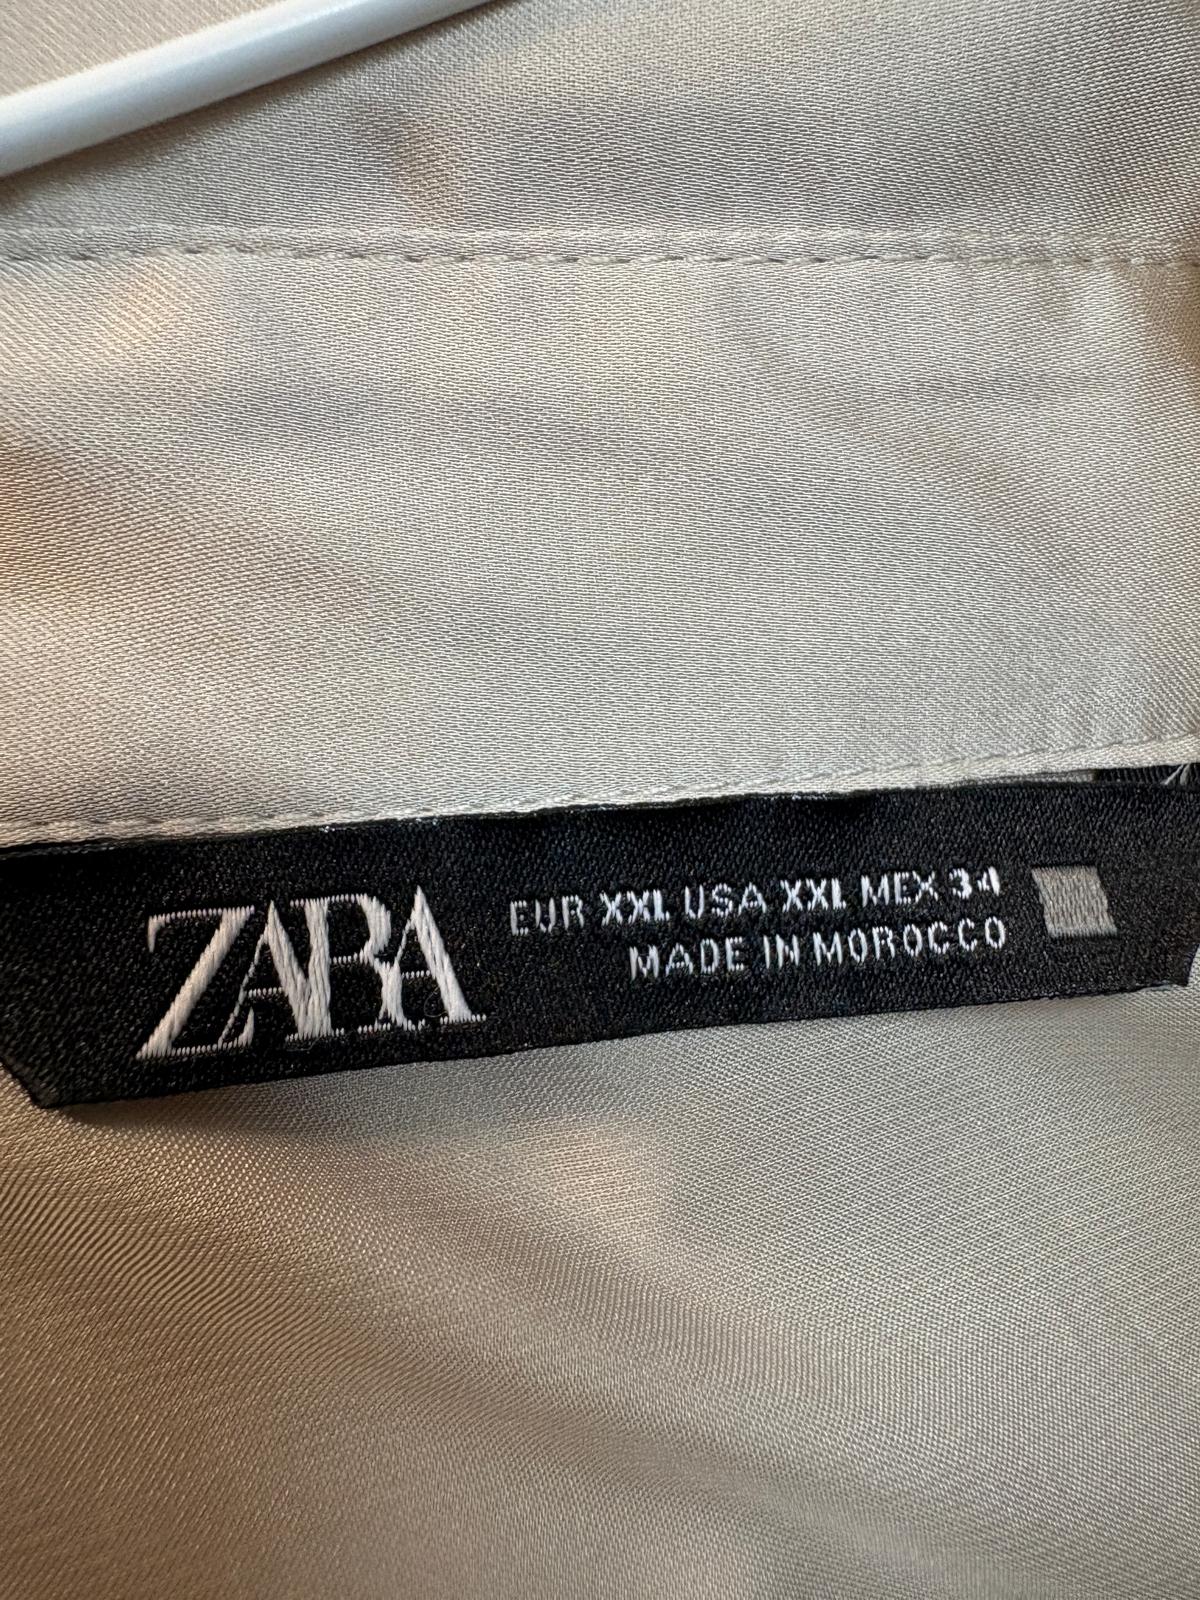 ZARA
EUR XXL USA XXL MEX 34
MADE IN MOROCCO